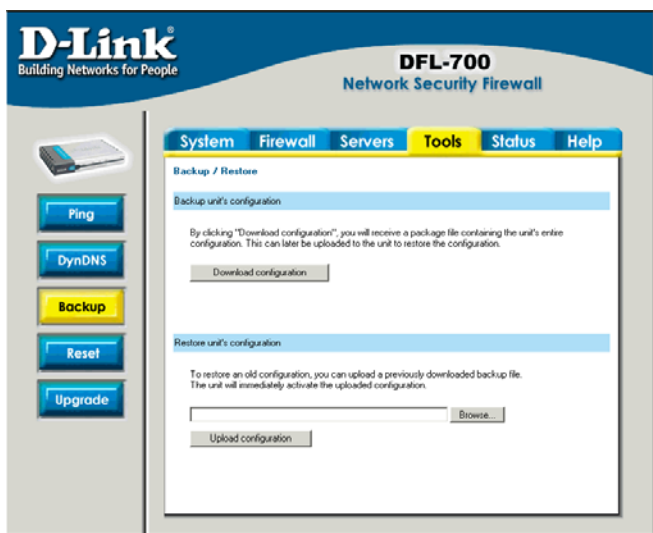 D-Link
Building Networks for People
DFL-700
Network Security Firewall
System Firewall Servers Tools Status Help
Backup / Restore
Backup unit's configuration
By clicking "Download configuration", you will receive a package file containing the unit's entire
configuration. This can later be uploaded to the unit to restore the configuration.
Download configuration
Restore unit's configuration
To restore an old configuration, you can upload a previously downloaded backup file.
The unit will immediately activate the uploaded configuration.
Browse...
Upload configuration
Ping
DynDNS
Backup
Reset
Upgrade